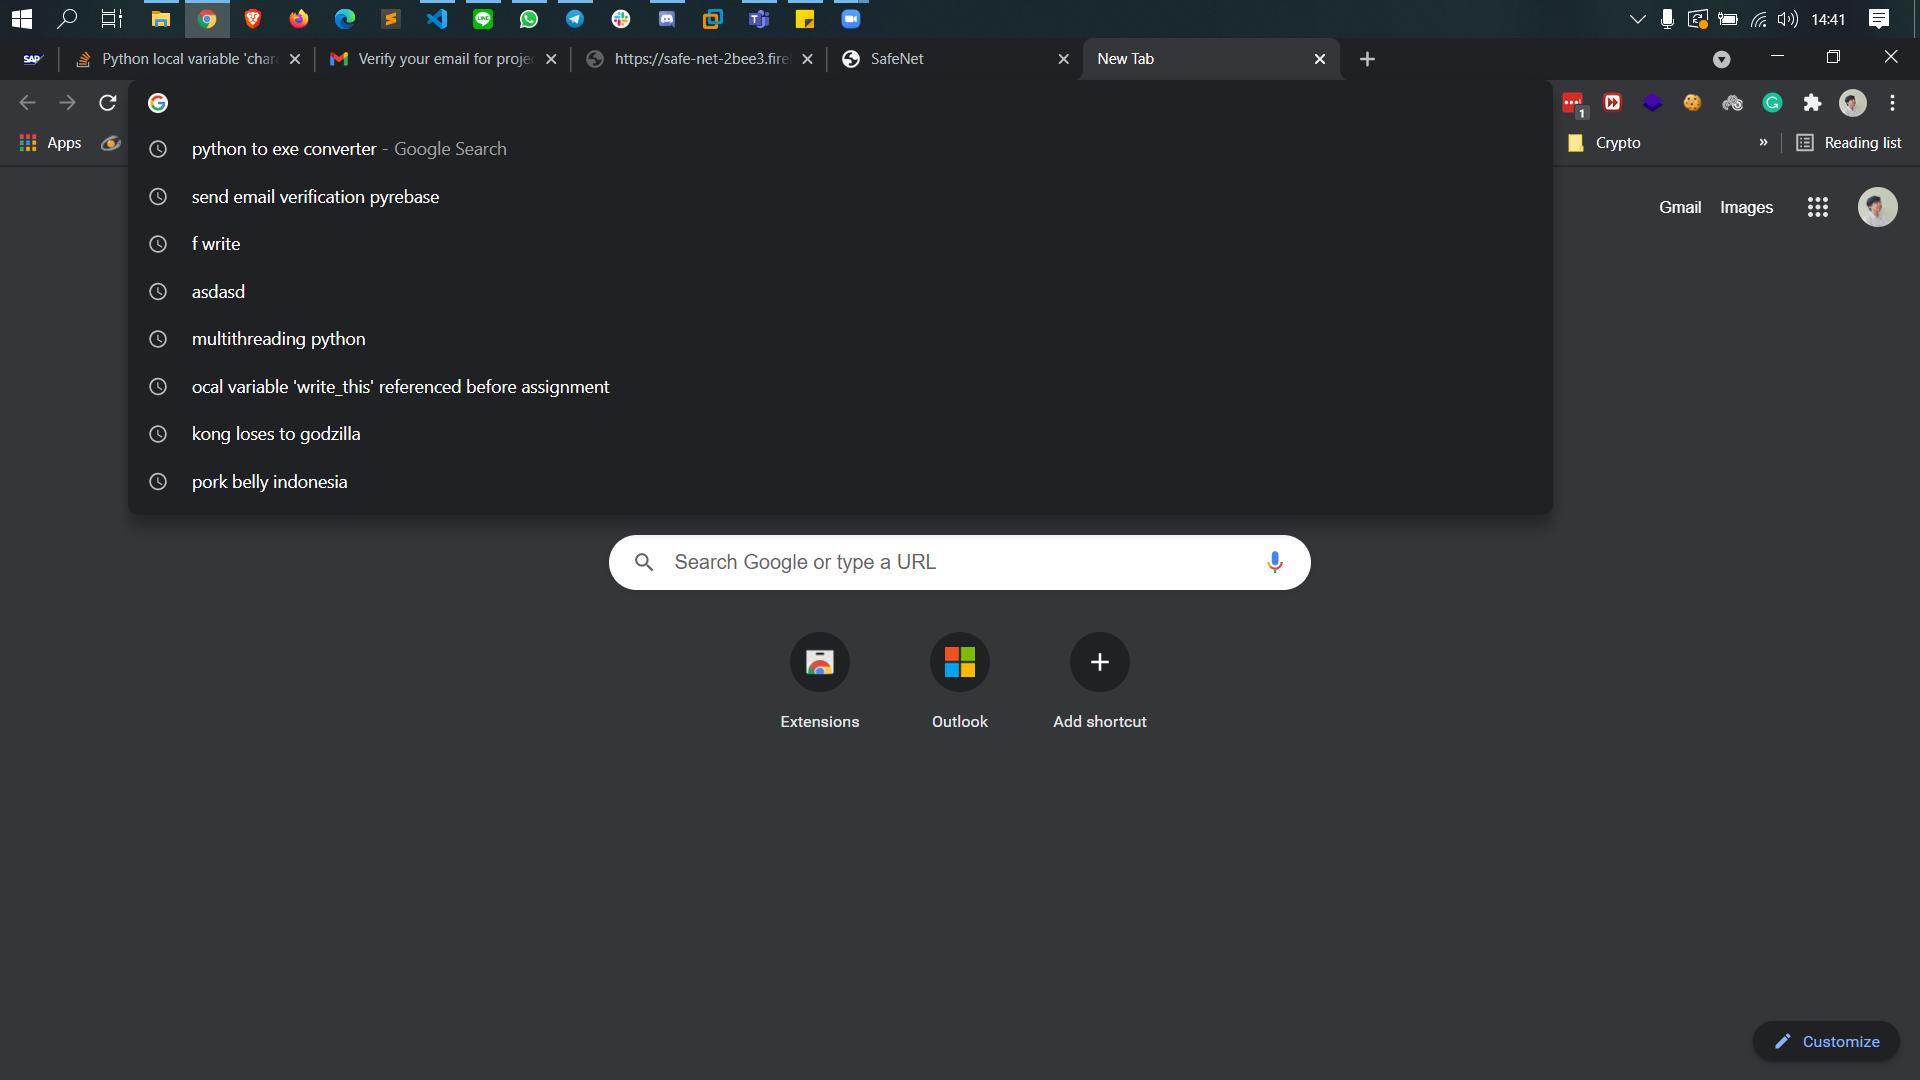 14:41
SAP
Python local variable 'char
Verify your email for proje
https://safe-net-2bee3.fire
SafeNet
New Tab
1
Apps
Crypto
»
Reading list
python to exe converter - Google Search
send email verification pyrebase
f write
asdasd
multithreading python
ocal variable 'write_this' referenced before assignment
kong loses to godzilla
pork belly indonesia
Gmail
Images
Search Google or type a URL
Extensions
Outlook
Add shortcut
Customize